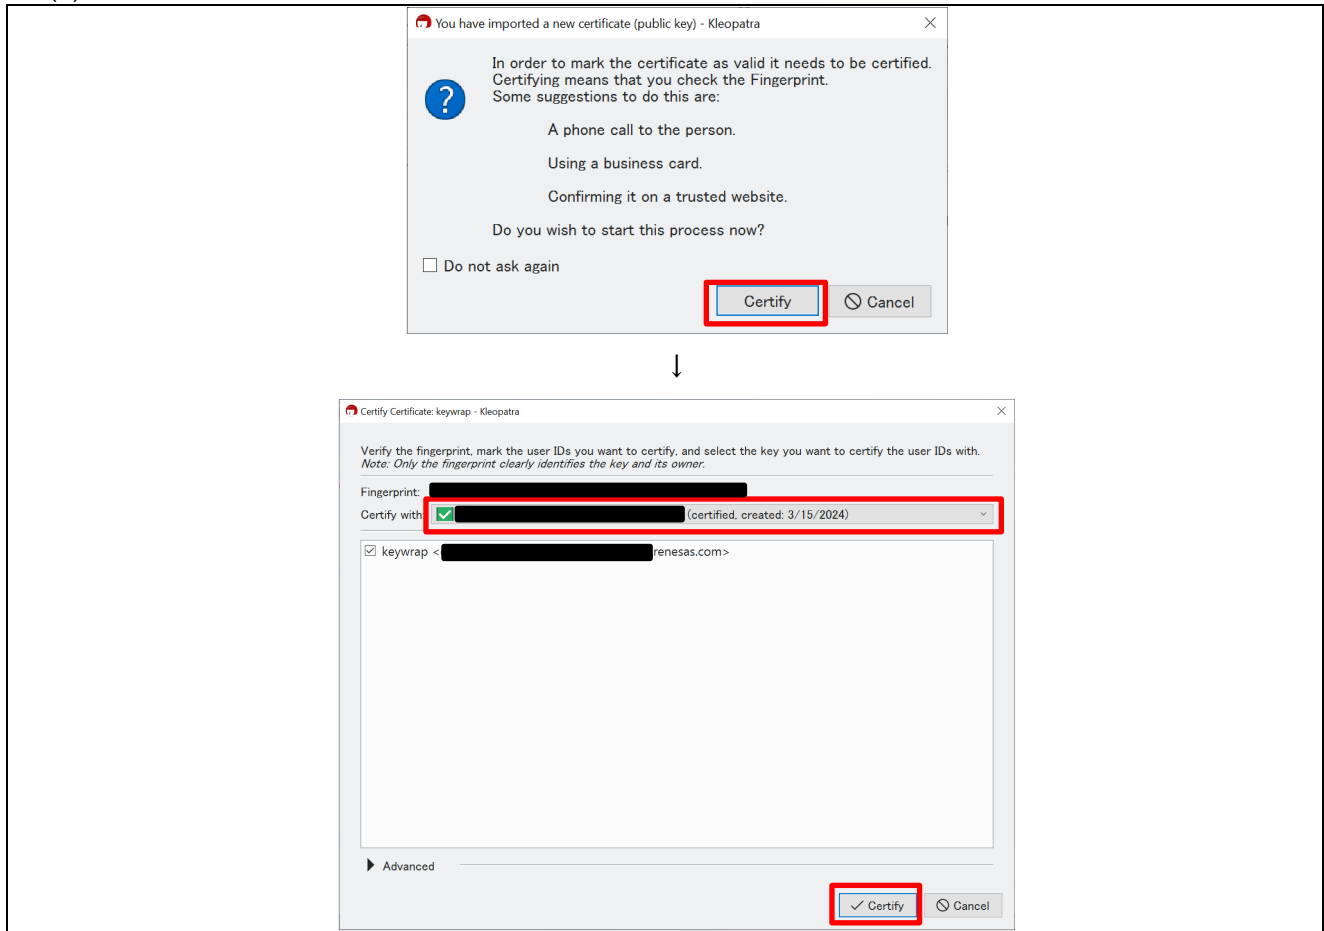 You have imported a new certificate (public key) - Kleopatra
In order to mark the certificate as valid it needs to be certified.
Certifying means that you check the Fingerprint.
Some suggestions to do this are:
A phone call to the person.
Using a business card.
Confirming it on a trusted website.
Do you wish to start this process now?
Do not ask again
Certify
Cancel
↓
Certify Certificate: keywrap - Kleopatra
Verify the fingerprint, mark the user IDs you want to certify, and select the key you want to certify the user IDs with.
Note: Only the fingerprint clearly identifies the key and its owner.
Fingerprint:
Certify with: (certified, created: 3/15/2024)
keywrap < renesas.com>
Advanced
Certify
Cancel